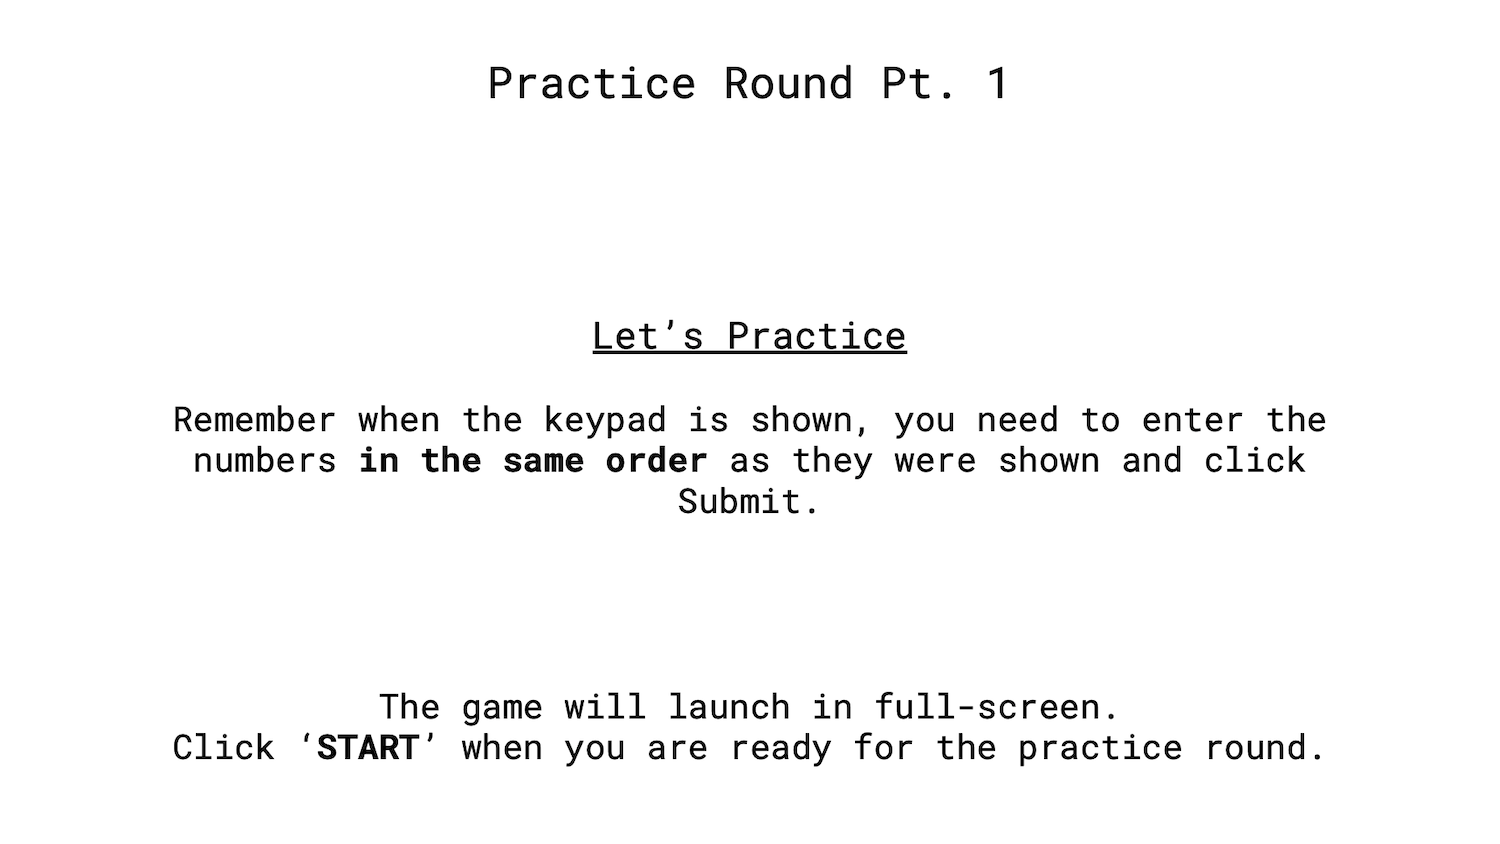 Practice Round Pt. 1
Let’s Practice
Remember when the keypad is shown, you need to enter the
numbers in the same order as they were shown and click
Submit.
The game will launch in full-screen.
Click ‘START’ when you are ready for the practice round.